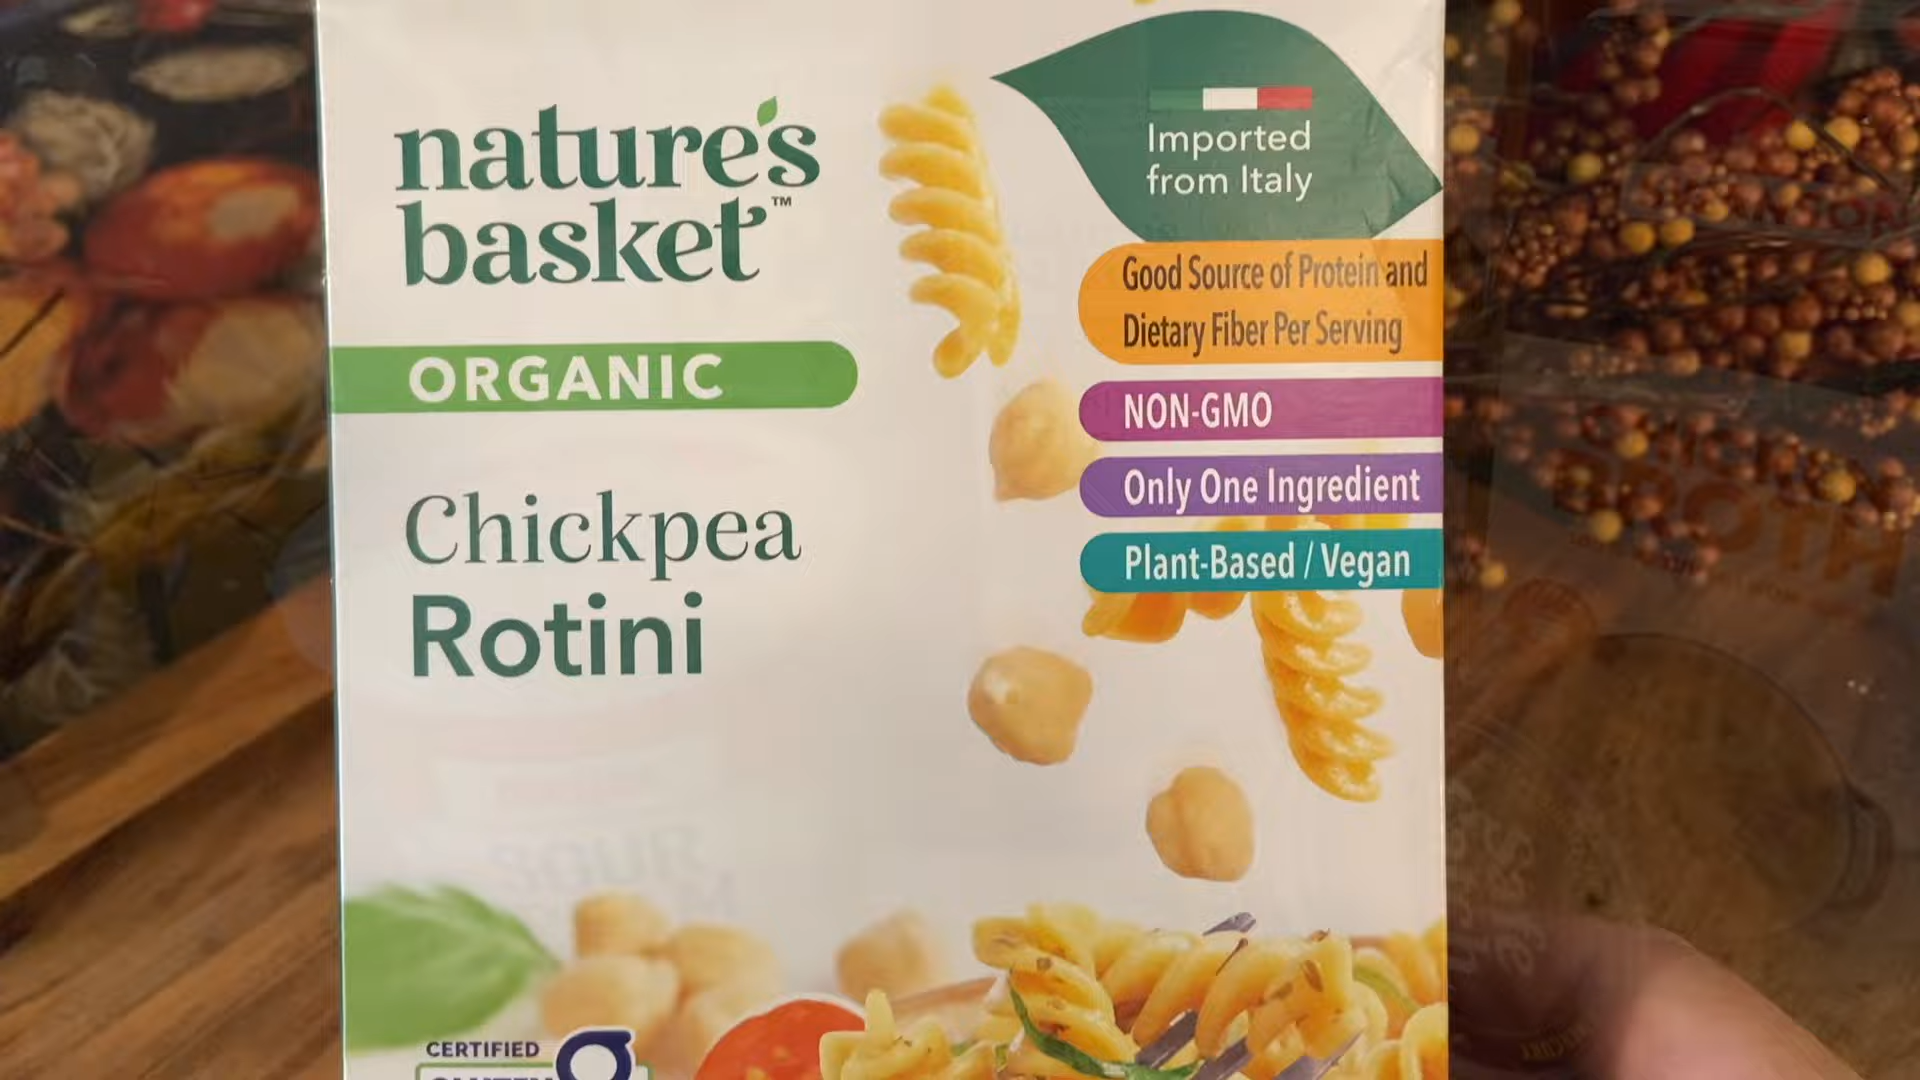 nature's
basket™
ORGANIC
Chickpea
Rotini
Imported
from Italy
Good Source of Protein and
Dietary Fiber Per Serving
NON-GMO
Only One Ingredient
Plant-Based / Vegan
CERTIFIED